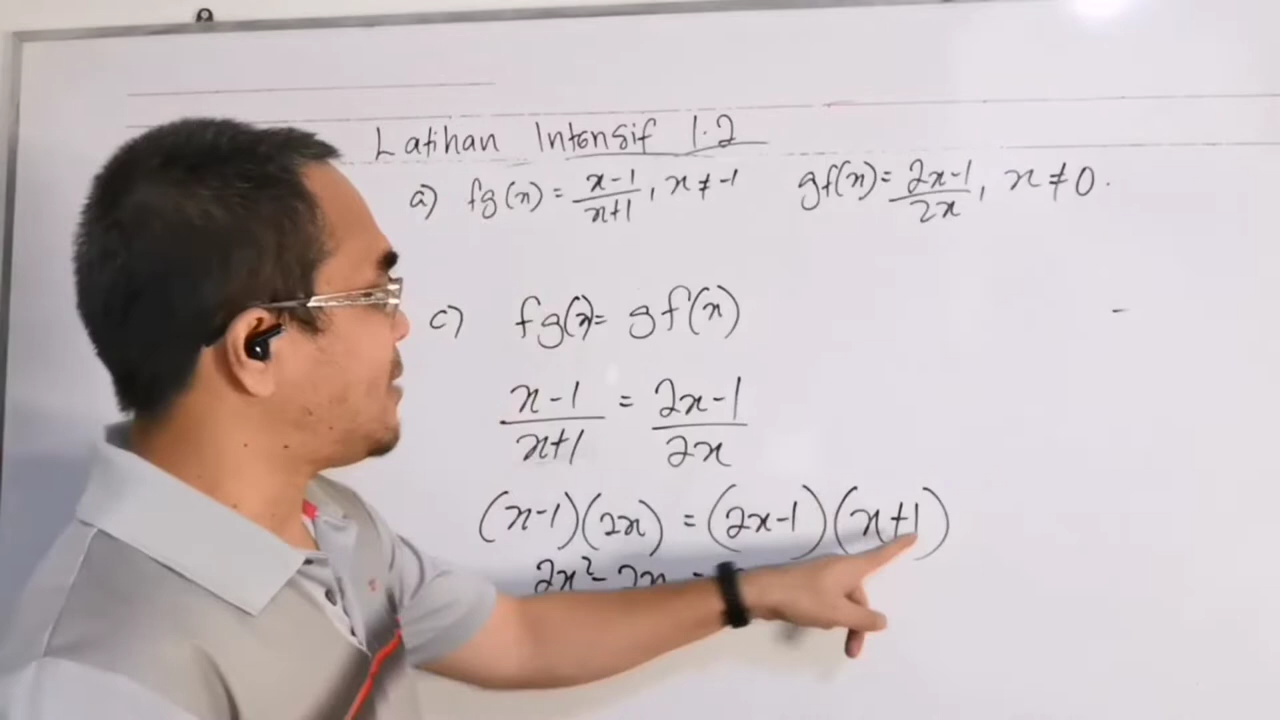 Latihan Intensif 1.2
a) fg(x) = x-1/x+1, x ≠ -1 gf(x) = 2x-1/2x, x ≠ 0.
c) fg(x) = gf(x)
x-1/x+1 = 2x-1/2x
(x-1)(2x) = (2x-1)(x+1)
2x² - 2x =